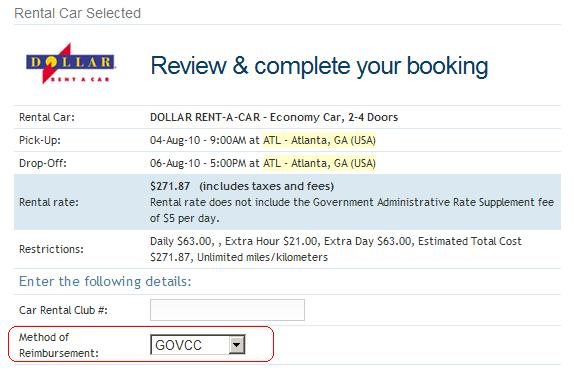 Rental Car Selected
DOLLAR
RENT A CAR
Review & complete your booking
Rental Car: DOLLAR RENT-A-CAR - Economy Car, 2-4 Doors
Pick-Up: 04-Aug-10 - 9:00AM at ATL - Atlanta, GA (USA)
Drop-Off: 06-Aug-10 - 5:00PM at ATL - Atlanta, GA (USA)
Rental rate: $271.87 (includes taxes and fees)
Rental rate does not include the Government Administrative Rate Supplement fee
of $5 per day.
Restrictions: Daily $63.00, , Extra Hour $21.00, Extra Day $63.00, Estimated Total Cost
$271.87, Unlimited miles/kilometers
Enter the following details:
Car Rental Club #:
Method of
Reimbursement: GOVCC